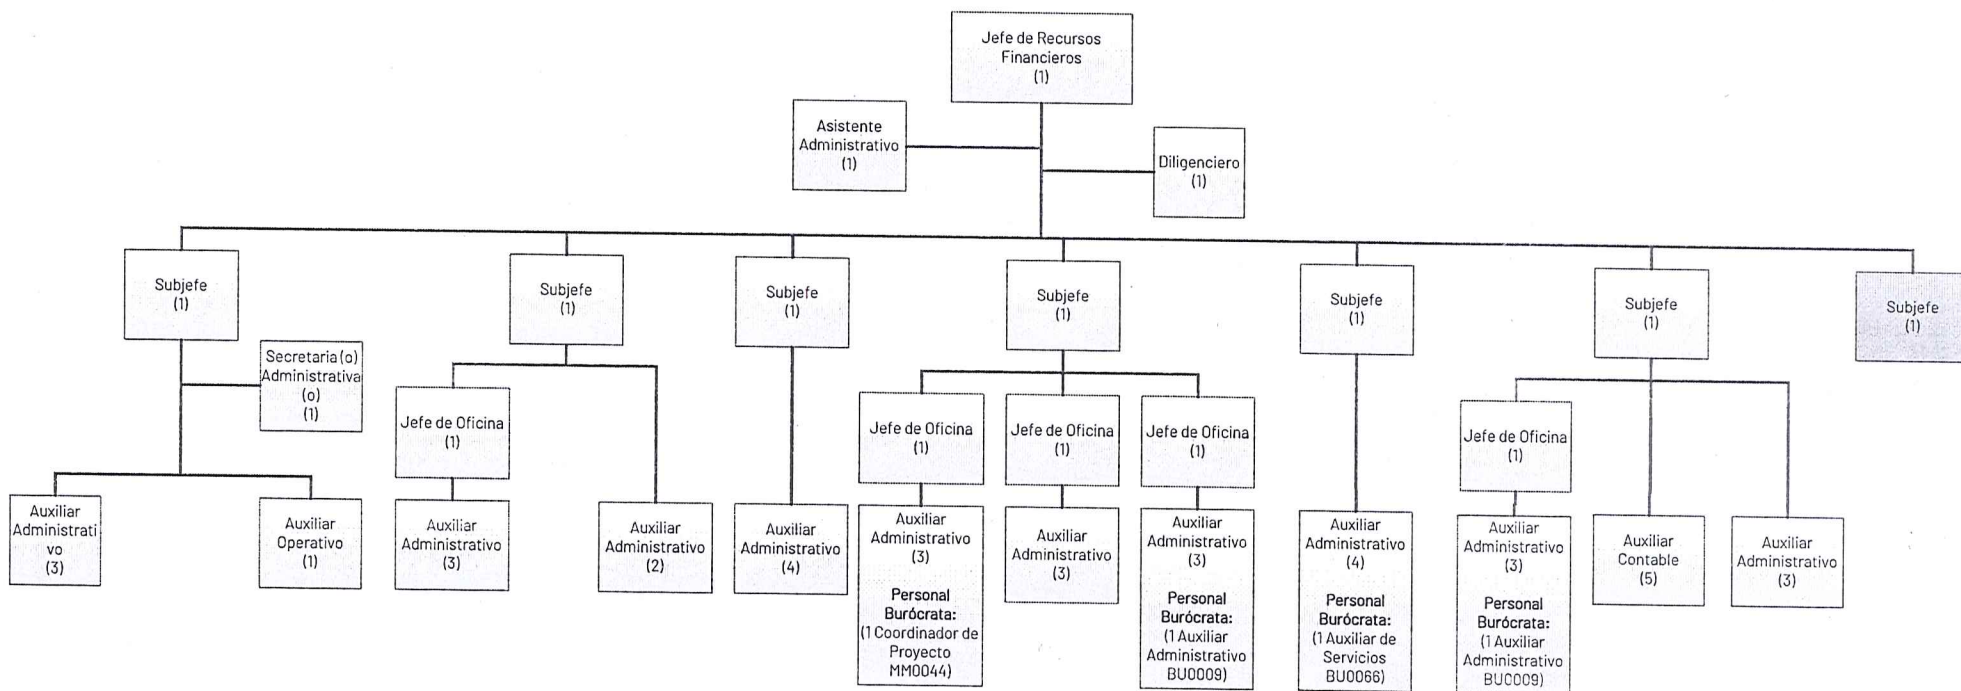 Jefe de Recursos
Financieros
(1)
Asistente
Administrativo
(1)
Diligenciero
(1)
Subjefe
(1)
Subjefe
(1)
Subjefe
(1)
Subjefe
(1)
Subjefe
(1)
Subjefe
(1)
Subjefe
(1)
Secretaria(o)
Administrativa
(o)
(1)
Jefe de Oficina
(1)
Jefe de Oficina
(1)
Jefe de Oficina
(1)
Jefe de Oficina
(1)
Jefe de Oficina
(1)
Auxiliar
Administrati
vo
(3)
Auxiliar
Operativo
(1)
Auxiliar
Administrativo
(3)
Auxiliar
Administrativo
(2)
Auxiliar
Administrativo
(4)
Auxiliar
Administrativo
(3)
Personal
Burócrata:
(1 Coordinador de
Proyecto
MM0044)
Auxiliar
Administrativo
(3)
Auxiliar
Administrativo
(3)
Personal
Burócrata:
(1 Auxiliar
Administrativo
BU0009)
Auxiliar
Administrativo
(4)
Personal
Burócrata:
(1 Auxiliar de
Servicios
BU0066)
Auxiliar
Administrativo
(3)
Personal
Burócrata:
(1 Auxiliar
Administrativo
BU0009)
Auxiliar
Contable
(5)
Auxiliar
Administrativo
(3)